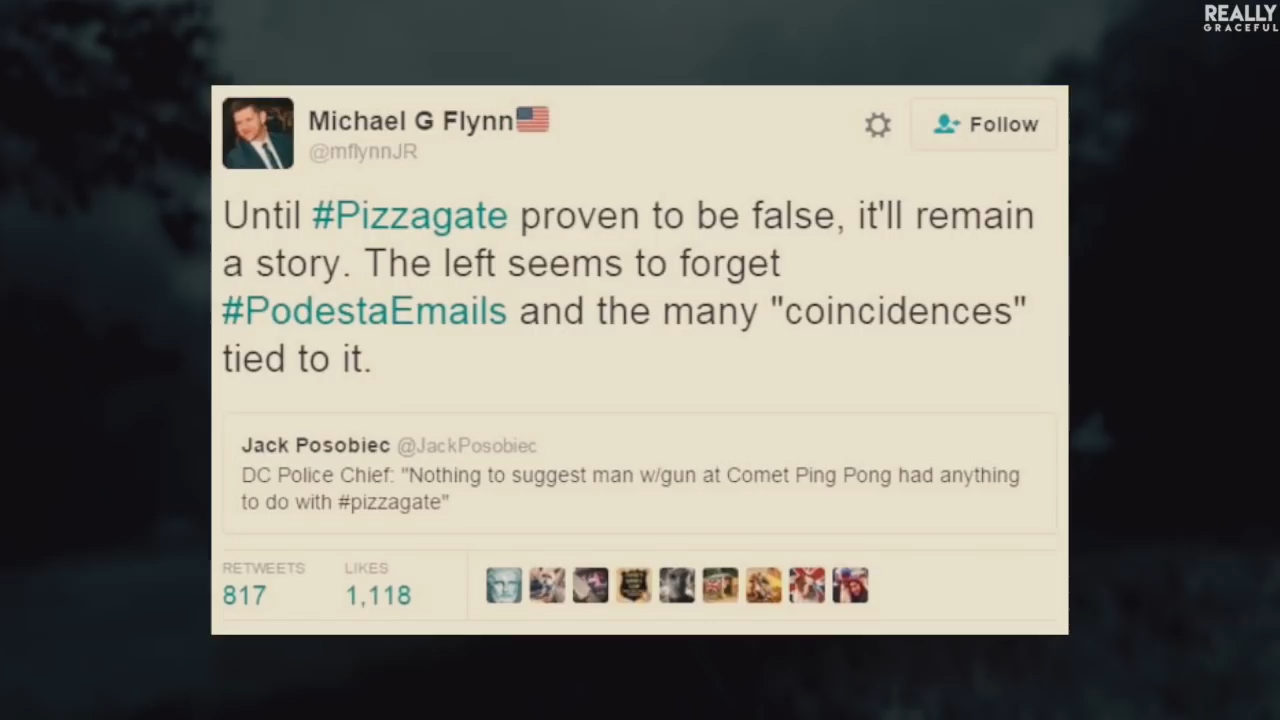 REALLY
GRACEFUL
Michael G Flynn🇺🇸
@mflynnJR
Follow
Until #Pizzagate proven to be false, it'll remain
a story. The left seems to forget
#PodestaEmails and the many "coincidences"
tied to it.
Jack Posobiec @JackPosobiec
DC Police Chief: "Nothing to suggest man w/gun at Comet Ping Pong had anything
to do with #pizzagate"
RETWEETS LIKES
817 1,118